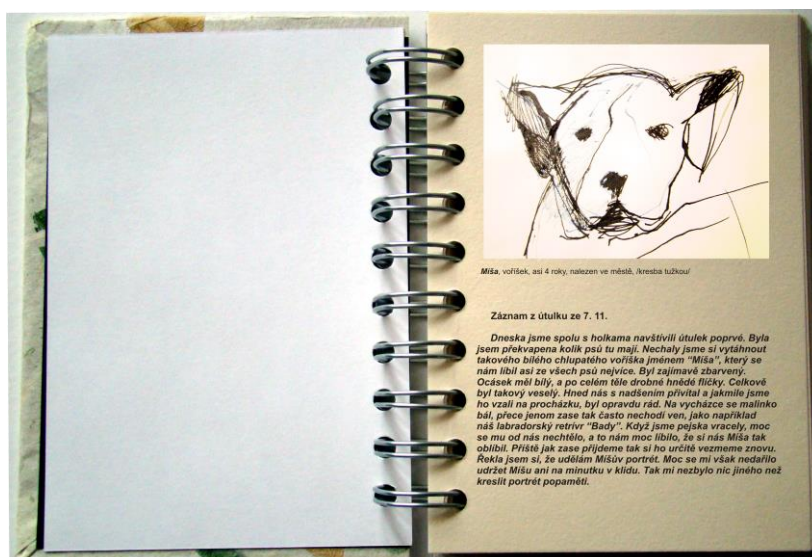 Míša, voříšek, asi 4 roky, nalezen ve městě, /kresba tužkou/
Záznam z útulku ze 7. 11.
Dneska jsme spolu s holkama navštívili útulek poprvé. Byla
jsem překvapena kolik psů tu mají. Nechaly jsme si vytáhnout
takového bílého chlupatého voříška jménem “Míša”, který se
nám líbil asi ze všech psů nejvíce. Byl zajímavě zbarvený.
Ocásek měl bílý, a po celém těle drobné hnědé flíčky. Celkově
byl takový veselý. Hned nás s nadšením přivítal a jakmile jsme
ho vzali na procházku, byl opravdu rád. Na vycházce se malinko
bál, přece jenom zase tak často nechodí ven, jako například
náš labradorský retrívr “Bady”. Když jsme pejska vracely, moc
se mu od nás nechtělo, a to nám moc líbilo, že si nás Míša tak
oblíbil. Příště jak zase přijdeme tak si ho určitě vezmeme znovu.
Řekla jsem si, že udělám Míšův portrét. Moc se mi však nedařilo
udržet Míšu ani na minutku v klidu. Tak mi nezbylo nic jiného než
kreslit portrét popaměti.